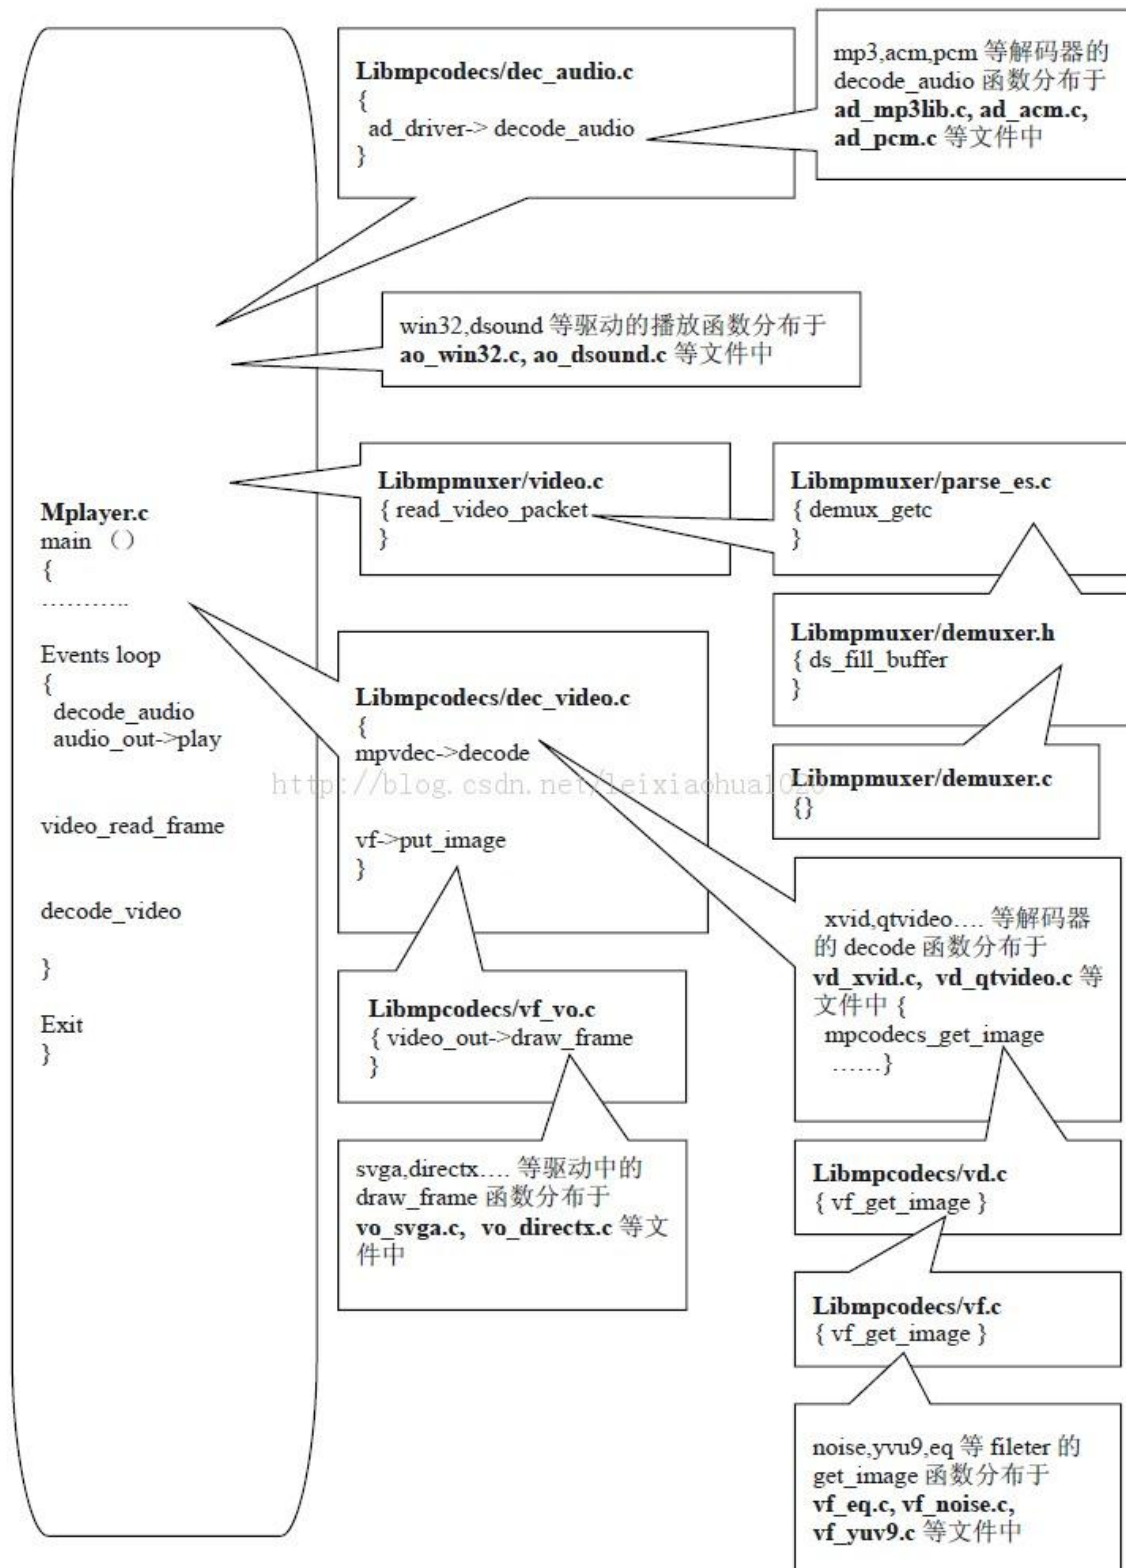 Mplayer.c
main （）
{
………..
Events loop
{
decode_audio
audio_out->play
video_read_frame
decode_video
}
Exit
}
Libmpcodecs/dec_audio.c
{
ad_driver-> decode_audio
}
mp3,acm,pcm 等解码器的
decode_audio 函数分布于
ad_mp3lib.c, ad_acm.c,
ad_pcm.c 等文件中
win32,dsound 等驱动的播放函数分布于
ao_win32.c, ao_dsound.c 等文件中
Libmpmuxer/video.c
{ read_video_packet
}
Libmpmuxer/parse_es.c
{ demux_getc
}
Libmpmuxer/demuxer.h
{ ds_fill_buffer
}
Libmpmuxer/demuxer.c
{}
Libmpcodecs/dec_video.c
{
mpvdec->decode
http://blog.csdn.net/leixiaohua1020
vf->put_image
}
Libmpcodecs/vf_vo.c
{ video_out->draw_frame
}
svga,directx…. 等驱动中的
draw_frame 函数分布于
vo_svga.c, vo_directx.c 等文
件中
xvid,qtvideo…. 等解码器
的 decode 函数分布于
vd_xvid.c, vd_qtvideo.c 等
文件中 {
mpcodecs_get_image
……}
Libmpcodecs/vd.c
{ vf_get_image }
Libmpcodecs/vf.c
{ vf_get_image }
noise,yvu9,eq 等 fileter 的
get_image 函数分布于
vf_eq.c, vf_noise.c,
vf_yuv9.c 等文件中